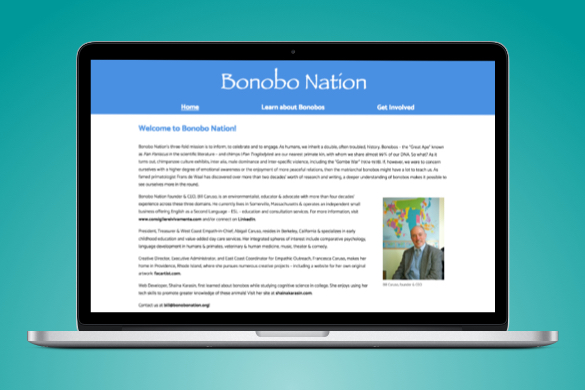 Bonobo Nation
Home Learn about Bonobos Get Involved
Welcome to Bonobo Nation!
Bonobo Nation's three fold mission is to inform, to celebrate and to engage. As humans, we inherit a double, often troubled, history. Bonobos - the "Great Ape" known
as Pan Paniscus in the scientific literature - and chimps (Pan Troglodytes) are our nearest primate kin, with whom we share almost 99% of our DNA. So what? As it
turns out, chimpanzee culture exhibits, inter alia, male dominance and inter-specific violence, including the "Gombe War" (1974-1978). If, however, we were to concern
ourselves with a higher degree of emotional awareness or the enjoyment of more peaceful relations, then the matriarchal bonobos might have a lot to teach us. As
famed primatologist Frans de Waal has discovered over more than two decades' worth of research and writing, a deeper understanding of bonobos makes it possible to
see ourselves more in the round.
Bonobo Nation Founder & CEO, Bill Caruso, is an environmentalist, educator & advocate with more than four decades'
experience across these three domains. He currently lives in Somerville, Massachusetts & operates an independent small
business offering English as a Second Language - ESL - education and consultation services. For more information visit
and/or connect on LinkedIn.
President, Treasurer & West Coast Empath-in-Chief, Abigail Caruso, resides in Berkeley, California & specializes in early
childhood education and value added day care services. Her integrated spheres of interest include comparative psychology,
language development in humans & primates, veterinary & human medicine, music, theater & comedy.
Creative Director, Executive Administrator, and East Coast Coordinator for Empathic Outreach, Francesca Caruso, makes her
home in Providence, Rhode Island, where she pursues numerous creative projects - including a website for her own original
artwork
Web Developer, Shaina Karasin, first learned about bonobos while studying cognitive science in college. She enjoys using her
tech skills to promote greater knowledge of these animals! Visit her site at shainakarasin.com.
Contact us at bill@bonobonation.org!
Bill Caruso, Founder & CEO